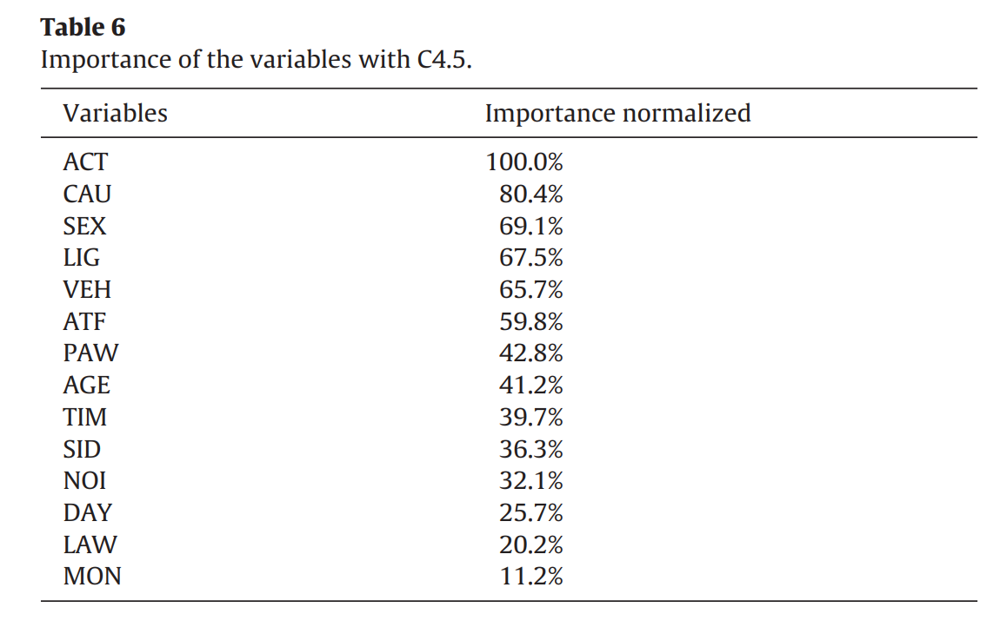 Table 6
Importance of the variables with C4.5.
Variables Importance normalized
ACT 100.0%
CAU 80.4%
SEX 69.1%
LIG 67.5%
VEH 65.7%
ATF 59.8%
PAW 42.8%
AGE 41.2%
TIM 39.7%
SID 36.3%
NOI 32.1%
DAY 25.7%
LAW 20.2%
MON 11.2%